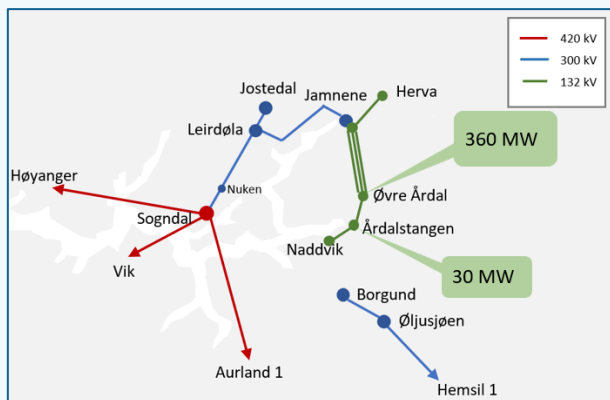 420 kV
300 kV
132 kV
Jostedal
Jamnene
Herva
Leirdøla
360 MW
Høyanger
Nuken
Øvre Årdal
Sogndal
Årdalstangen
Naddvik
Vik
30 MW
Borgund
Øljusjøen
Aurland 1
Hemsil 1